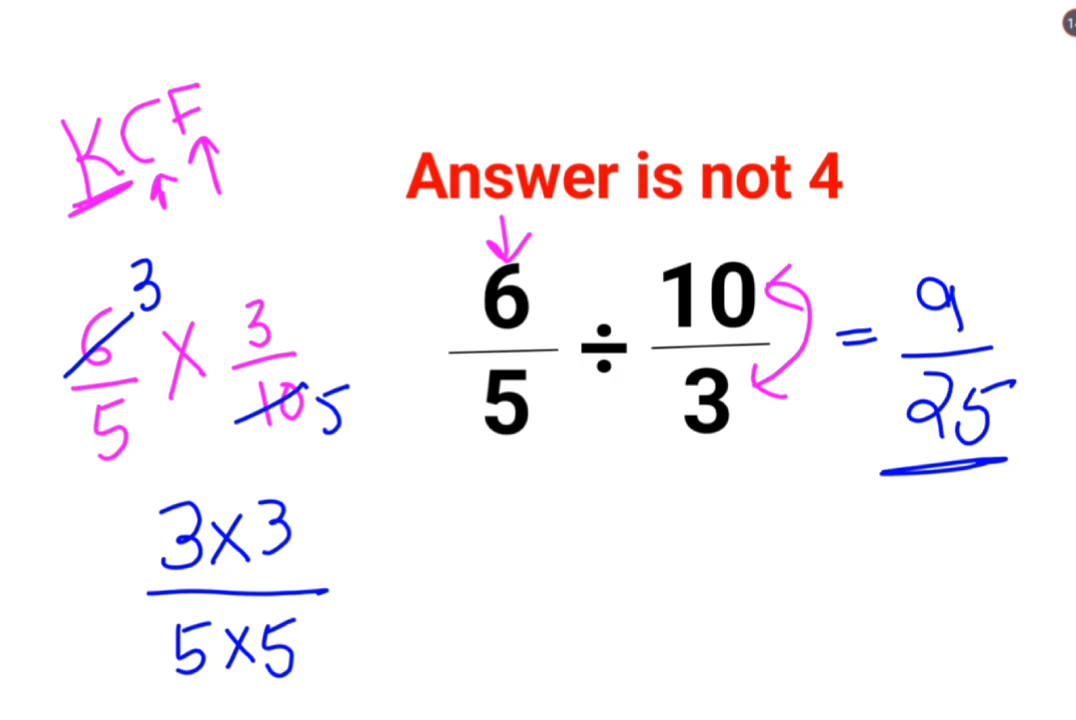 KCF
Answer is not 4
6/5 × 3/10 3 5
6/5 ÷ 10/3 = 9/25
3×3
5×5